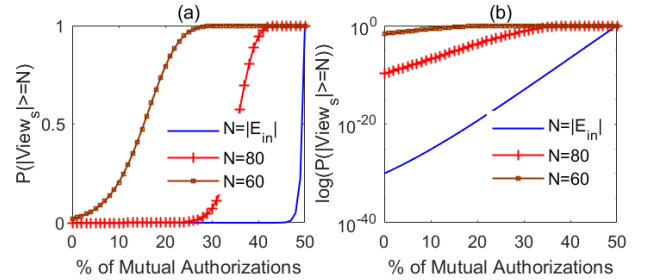 (a)
P(|View_s|>=N)
1
0.5
0
N=|E_in|
N=80
N=60
0 10 20 30 40 50
% of Mutual Authorizations
(b)
log(P(|View_s|>=N))
10^0
10^-20
10^-40
N=|E_in|
N=80
N=60
0 10 20 30 40 50
% of Mutual Authorizations